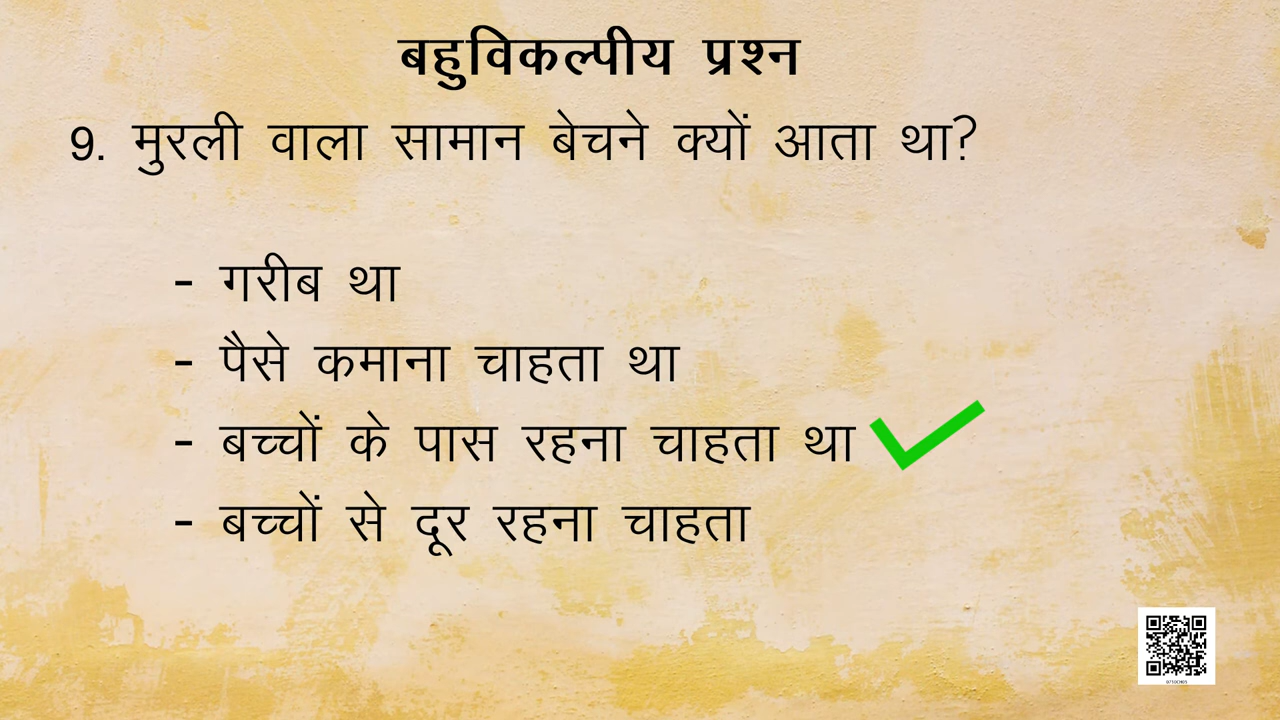 बहुविकल्पीय प्रश्न
9. मुरली वाला सामान बेचने क्यों आता था?
- गरीब था
- पैसे कमाना चाहता था
- बच्चों के पास रहना चाहता था
- बच्चों से दूर रहना चाहता